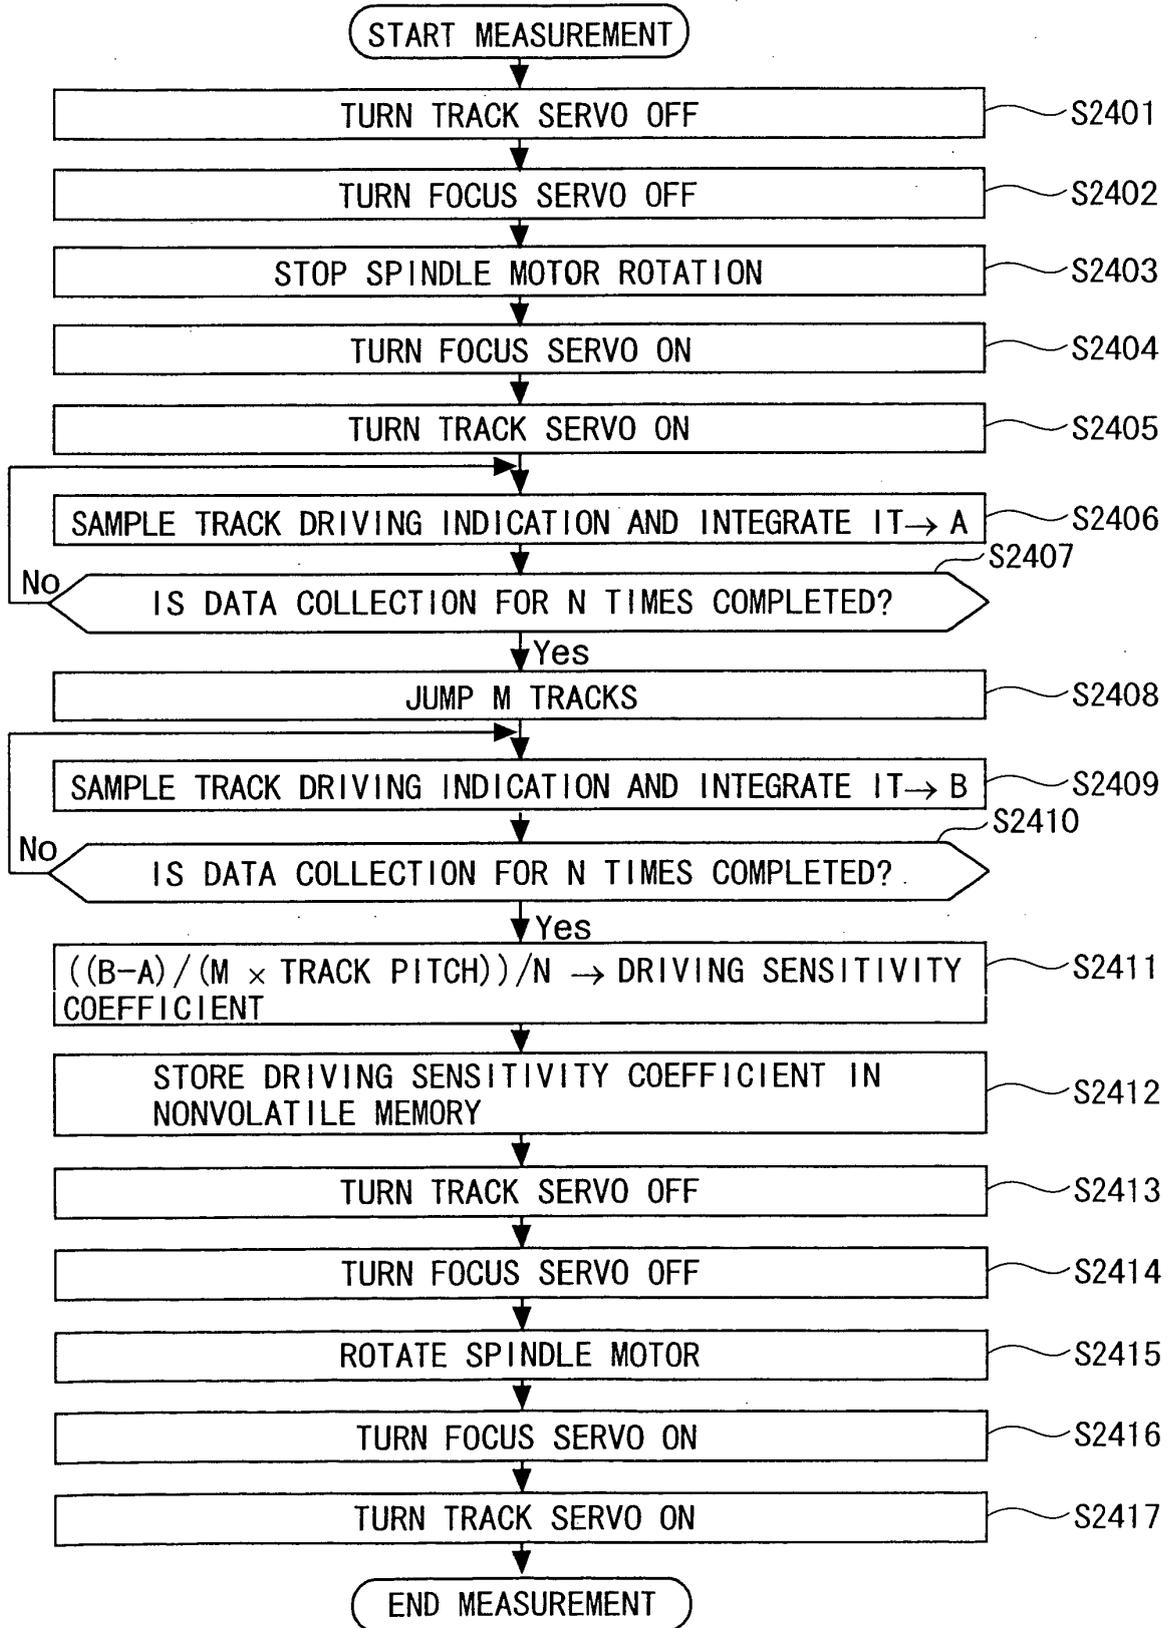 START MEASUREMENT
TURN TRACK SERVO OFF
S2401
TURN FOCUS SERVO OFF
S2402
STOP SPINDLE MOTOR ROTATION
S2403
TURN FOCUS SERVO ON
S2404
TURN TRACK SERVO ON
S2405
SAMPLE TRACK DRIVING INDICATION AND INTEGRATE IT→ A
S2406
S2407
No
IS DATA COLLECTION FOR N TIMES COMPLETED?
Yes
JUMP M TRACKS
S2408
SAMPLE TRACK DRIVING INDICATION AND INTEGRATE IT→ B
S2409
S2410
No
IS DATA COLLECTION FOR N TIMES COMPLETED?
Yes
((B-A)/(M × TRACK PITCH))/N → DRIVING SENSITIVITY
COEFFICIENT
S2411
STORE DRIVING SENSITIVITY COEFFICIENT IN
NONVOLATILE MEMORY
S2412
TURN TRACK SERVO OFF
S2413
TURN FOCUS SERVO OFF
S2414
ROTATE SPINDLE MOTOR
S2415
TURN FOCUS SERVO ON
S2416
TURN TRACK SERVO ON
S2417
END MEASUREMENT